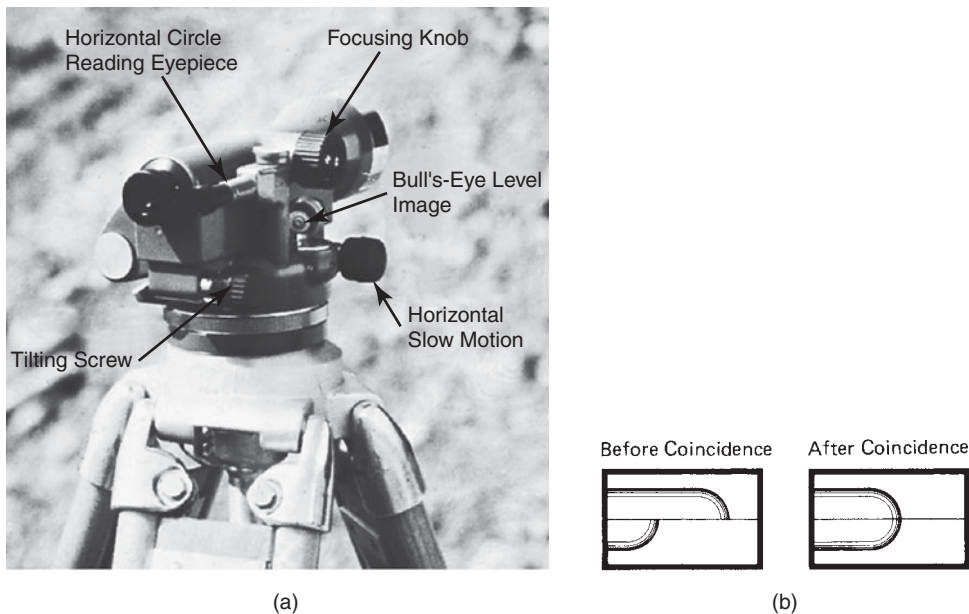 Horizontal Circle
Reading Eyepiece
Focusing Knob
Bull's-Eye Level
Image
Horizontal
Slow Motion
Tilting Screw
Before Coincidence
After Coincidence
(a)
(b)